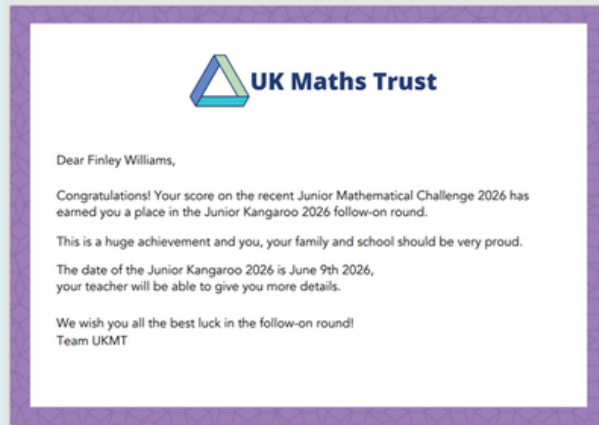 UK Maths Trust
Dear Finley Williams,
Congratulations! Your score on the recent Junior Mathematical Challenge 2026 has
earned you a place in the Junior Kangaroo 2026 follow-on round.
This is a huge achievement and you, your family and school should be very proud.
The date of the Junior Kangaroo 2026 is June 9th 2026,
your teacher will be able to give you more details.
We wish you all the best luck in the follow-on round!
Team UKMT